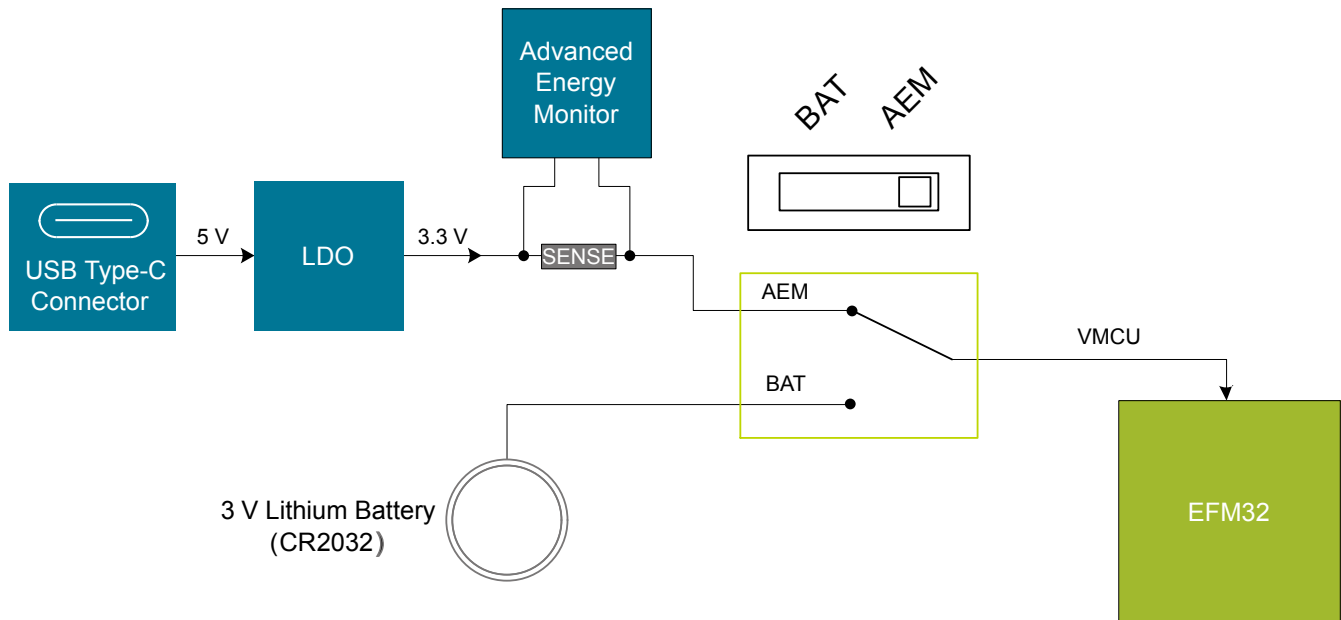 Advanced
Energy
Monitor
BAT
AEM
USB Type-C
Connector
5 V
LDO
3.3 V
SENSE
AEM
BAT
VMCU
3 V Lithium Battery
(CR2032)
EFM32